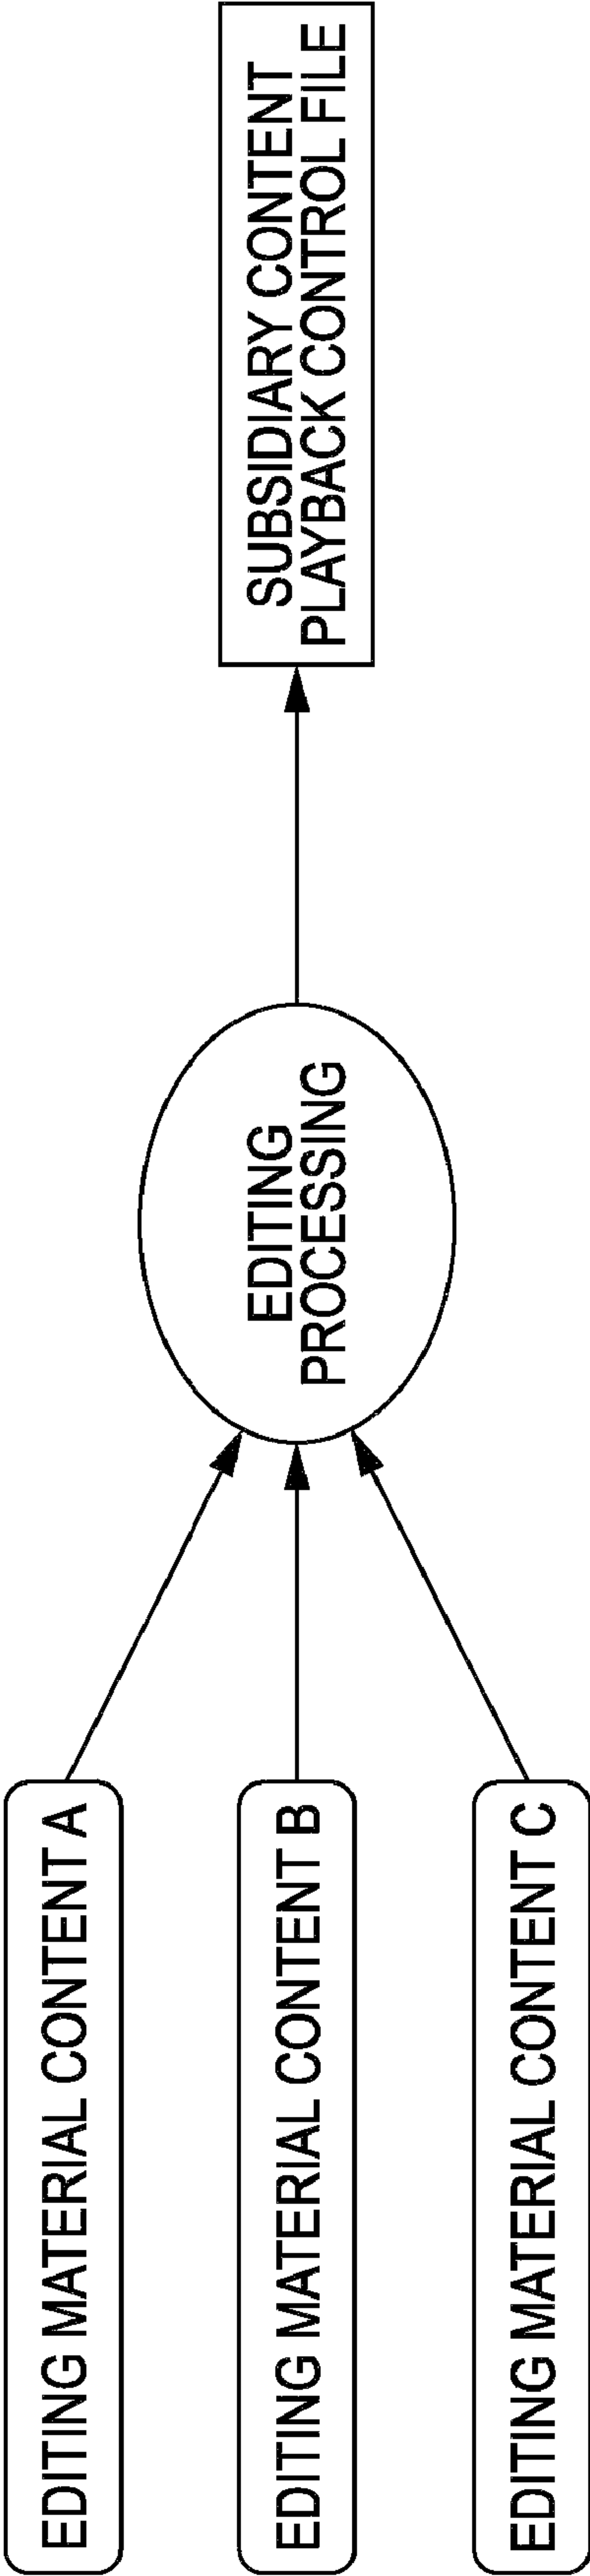 EDITING MATERIAL CONTENT A
EDITING MATERIAL CONTENT B
EDITING MATERIAL CONTENT C
EDITING
PROCESSING
SUBSIDIARY CONTENT
PLAYBACK CONTROL FILE